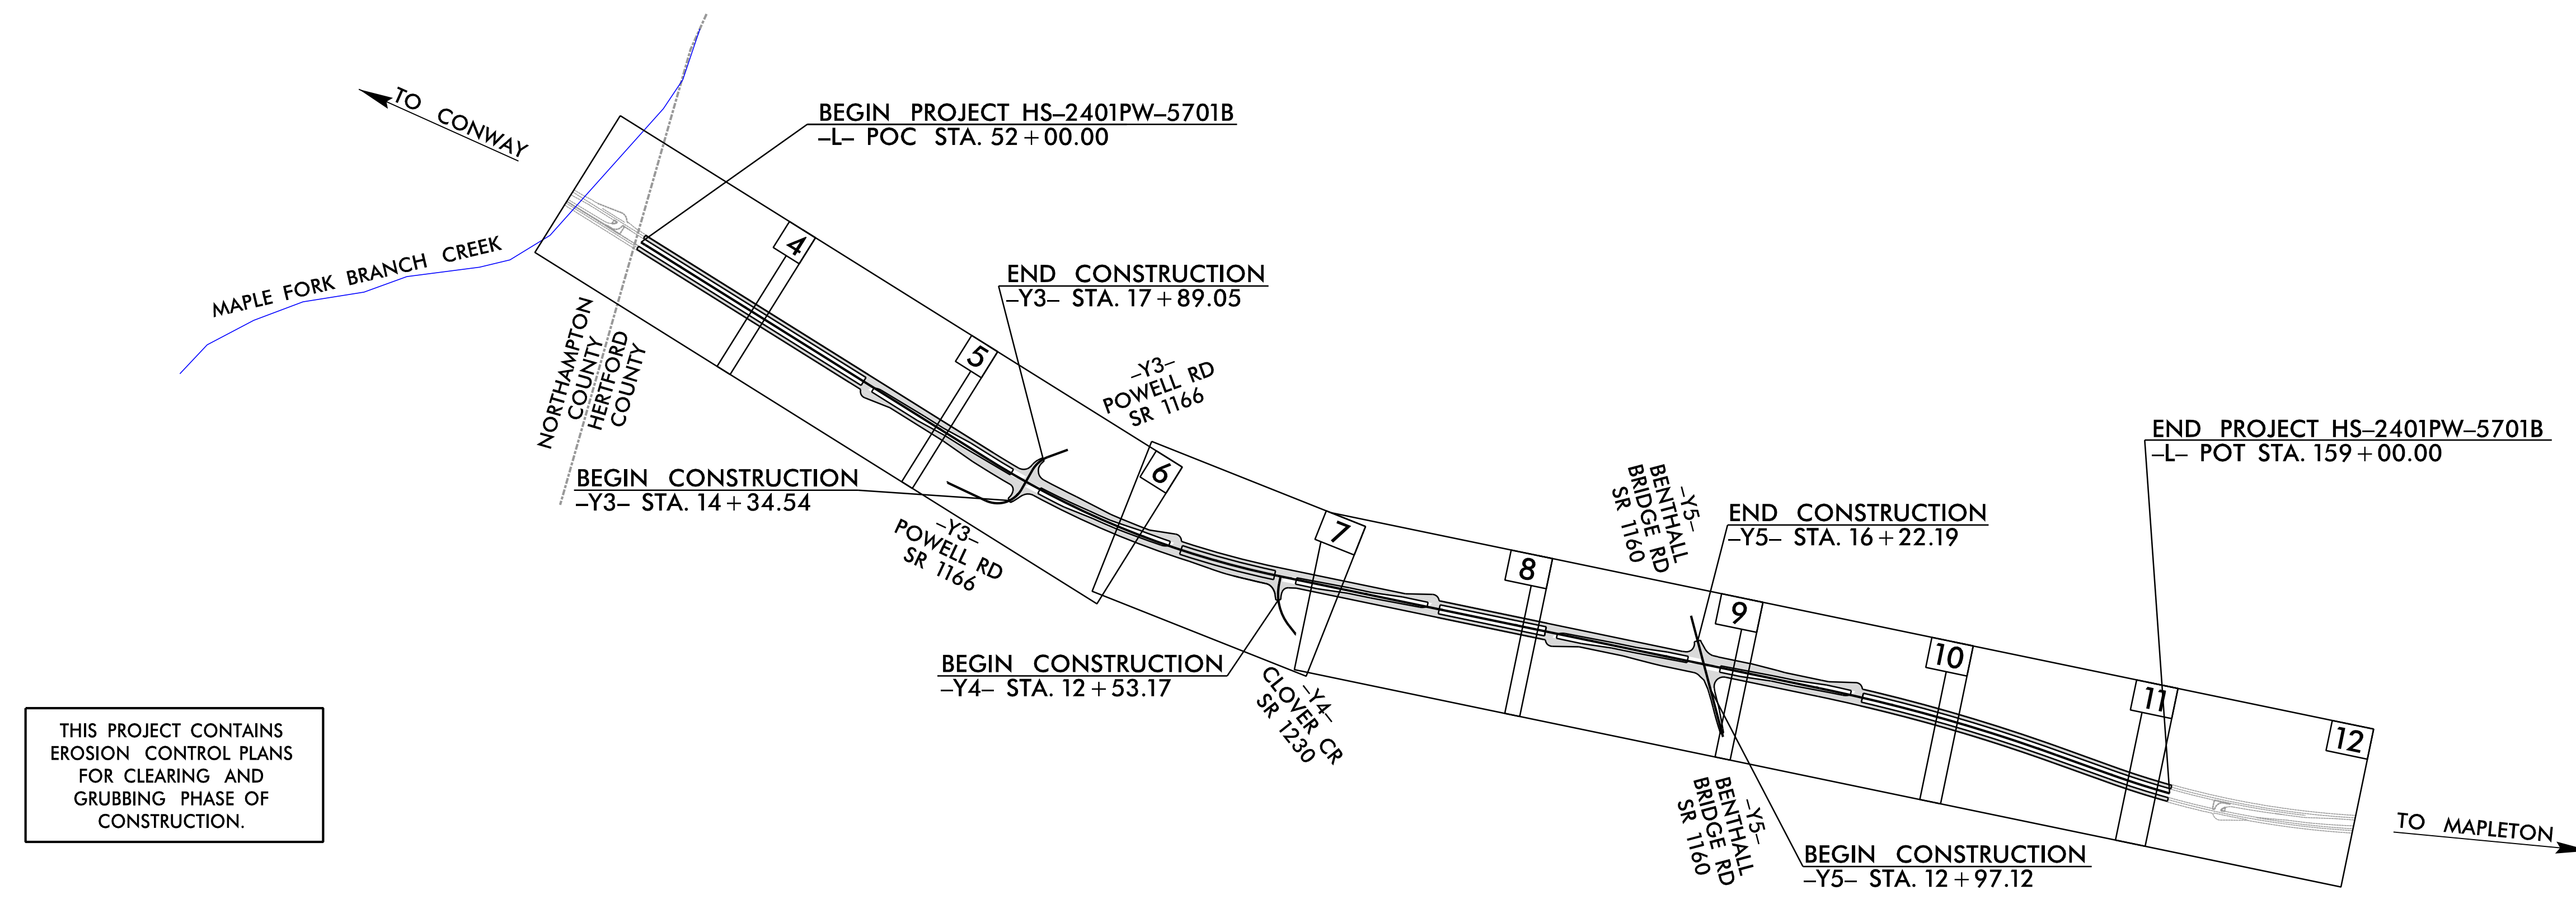 TO CONWAY
BEGIN PROJECT HS–2401PW–5701B
–L– POC STA. 52+00.00
MAPLE FORK BRANCH CREEK
NORTHAMPTON
COUNTY
HERTFORD
COUNTY
4
END CONSTRUCTION
–Y3– STA. 17+89.05
5
–Y3–
POWELL RD
SR 1166
BEGIN CONSTRUCTION
–Y3– STA. 14+34.54
6
–Y3–
POWELL RD
SR 1166
7
BEGIN CONSTRUCTION
–Y4– STA. 12+53.17
–Y4–
CLOVER CR
SR 1230
8
–Y5–
BENTHALL
BRIDGE RD
SR 1160
END CONSTRUCTION
–Y5– STA. 16+22.19
9
END PROJECT HS–2401PW–5701B
–L– POT STA. 159+00.00
10
11
12
–Y5–
BENTHALL
BRIDGE RD
SR 1160
BEGIN CONSTRUCTION
–Y5– STA. 12+97.12
TO MAPLETON
THIS PROJECT CONTAINS
EROSION CONTROL PLANS
FOR CLEARING AND
GRUBBING PHASE OF
CONSTRUCTION.